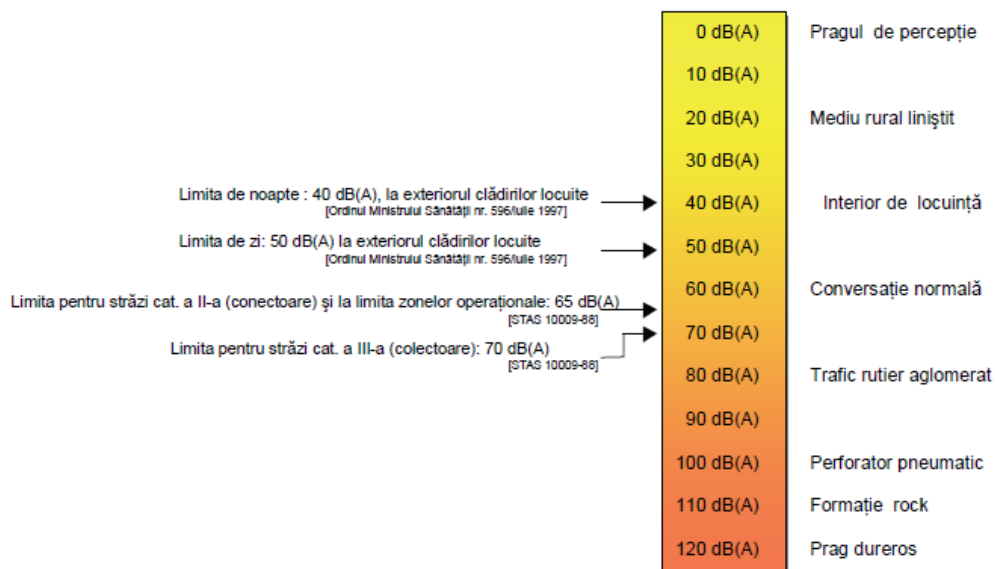 0 dB(A) Pragul de percepție
10 dB(A)
20 dB(A) Mediu rural liniştit
30 dB(A)
Limita de noapte : 40 dB(A), la exteriorul clădirilor locuite
[Ordinul Ministrului Sănătății nr. 596/iulie 1997]
40 dB(A) Interior de locuință
Limita de zi: 50 dB(A) la exteriorul clădirilor locuite
[Ordinul Ministrului Sănătății nr. 596/iulie 1997]
50 dB(A)
60 dB(A) Conversație normală
Limita pentru străzi cat. a II-a (conectoare) şi la limita zonelor operaționale: 65 dB(A)
[STAS 10009-88]
70 dB(A)
Limita pentru străzi cat. a III-a (colectoare): 70 dB(A)
[STAS 10009-88]
80 dB(A) Trafic rutier aglomerat
90 dB(A)
100 dB(A) Perforator pneumatic
110 dB(A) Formație rock
120 dB(A) Prag dureros